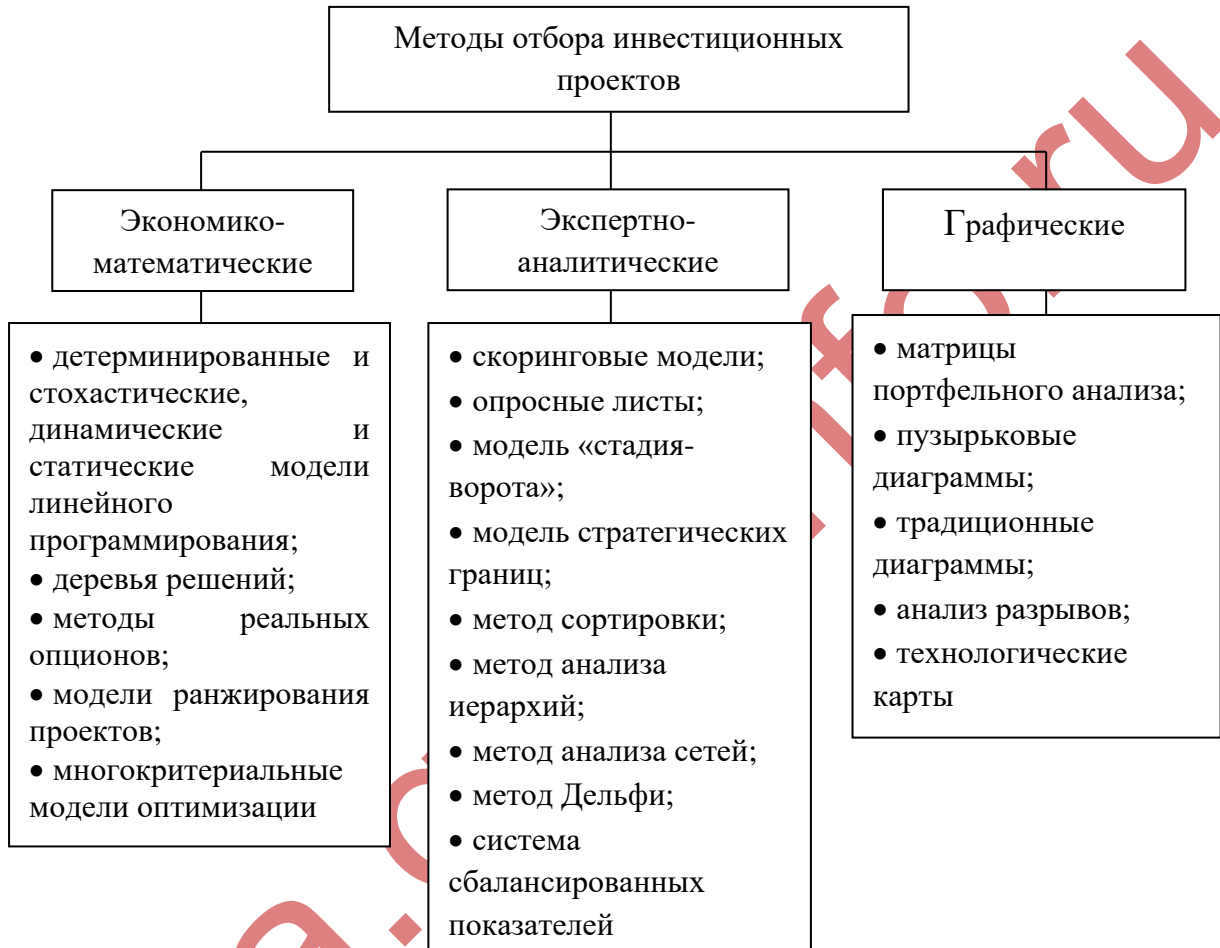 Методы отбора инвестиционных
проектов
Экономико-
математические
Экспертно-
аналитические
Графические
• детерминированные и
стохастические,
динамические и
статические модели
линейного
программирования;
• деревья решений;
• методы реальных
опционов;
• модели ранжирования
проектов;
• многокритериальные
модели оптимизации
• скоринговые модели;
• опросные листы;
• модель «стадия-
ворота»;
• модель стратегических
границ;
• метод сортировки;
• метод анализа
иерархий;
• метод анализа сетей;
• метод Дельфи;
• система
сбалансированных
показателей
• матрицы
портфельного анализа;
• пузырьковые
диаграммы;
• традиционные
диаграммы;
• анализ разрывов;
• технологические
карты